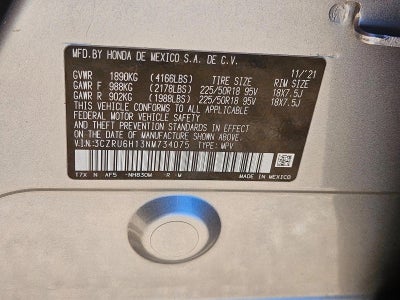 MFD.BY HONDA DE MEXICO S.A. DE C.V. 11/'21
GVWR 1890KG (4166LBS) TIRE SIZE RIM SIZE
GAWR F 988KG (2178LBS) 225/50R18 95V 18X7.5J
GAWR R 902KG (1988LBS) 225/50R18 95V 18X7.5J
THIS VEHICLE CONFORMS TO ALL APPLICABLE
FEDERAL MOTOR VEHICLE SAFETY AND
THEFT PREVENTION STANDARDS IN EFFECT
ON THE DATE OF MANUFACTURE SHOWN ABOVE.
V.I.N.:3CZRU6H13NM734075 TYPE: MPV
T7X N AF5 -NH830M -R M MADE IN MEXICO